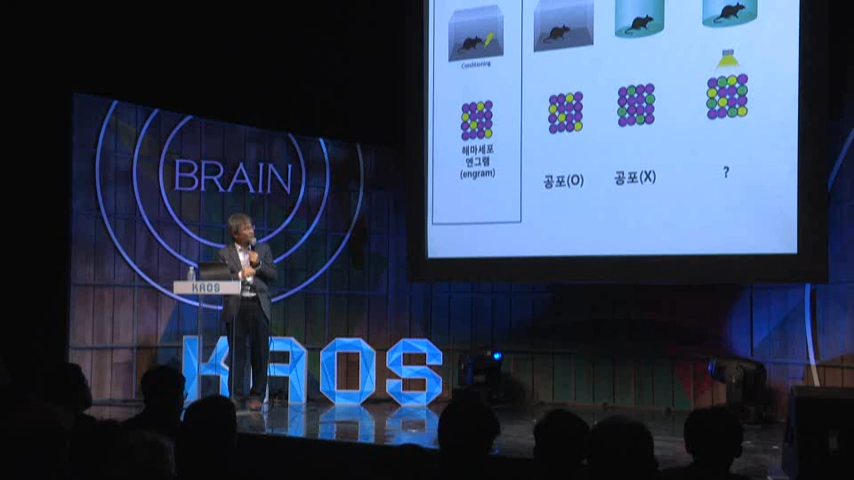 Conditioning
해마세포
엔그램
(engram)
공포(O)
공포(X)
?
BRAIN
KAOS
KAOS